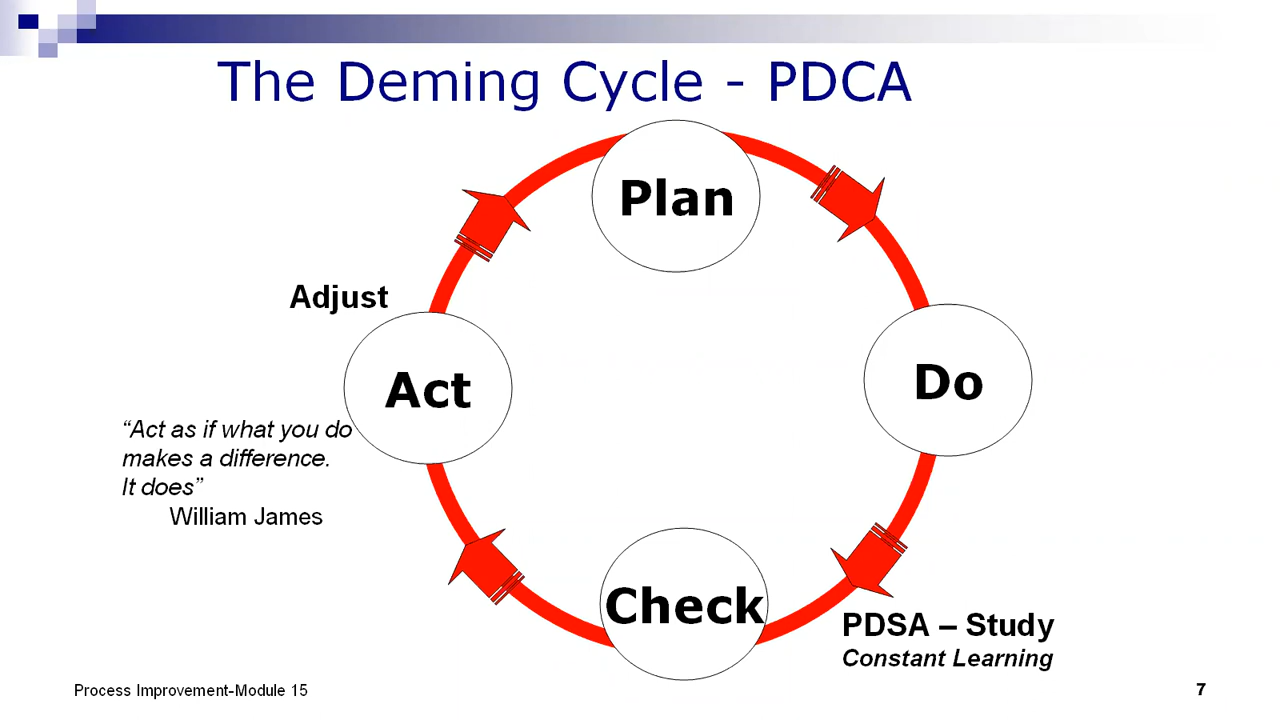 The Deming Cycle - PDCA
Plan
Adjust
Act
Do
“Act as if what you do
makes a difference.
It does”
William James
Check
PDSA – Study
Constant Learning
Process Improvement-Module 15
7